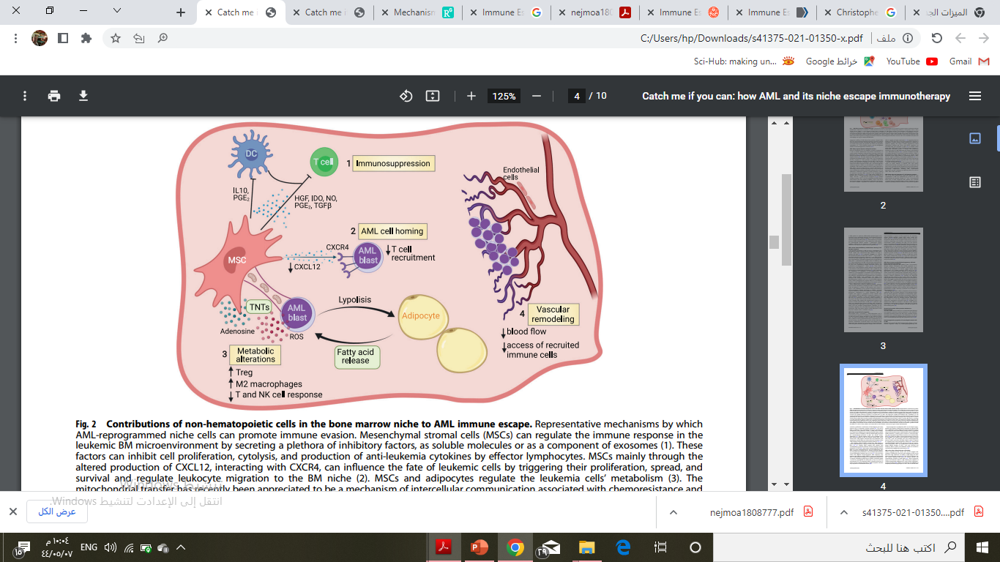 Catch me i
Catch me i
Mechanism
Immune Es
nejmoa180
Immune Es
Immune Es
Christophe
الميزات الجـ
C:/Users/hp/Downloads/s41375-021-01350-x.pdf
ملف
Sci-Hub: making un...
خرائط Google
YouTube
Gmail
125%
4 / 10
Catch me if you can: how AML and its niche escape immunotherapy
DC
T cell
1 Immunosuppression
Endothelial
cells
IL10,
PGE₂
HGF, IDO, NO,
PGE₂, TGFβ
2 AML cell homing
MSC
CXCR4
AML
blast
↓T cell
recruitment
↓CXCL12
TNTs
AML
blast
Lypolisis
Adipocyte
Adenosine
ROS
4 Vascular
remodeling
↓blood flow
↓access of recruited
immune cells
3 Metabolic
alterations
Fatty acid
release
↑ Treg
↑ M2 macrophages
↓ T and NK cell response
Fig. 2 Contributions of non-hematopoietic cells in the bone marrow niche to AML immune escape. Representative mechanisms by which
AML-reprogrammed niche cells can promote immune evasion. Mesenchymal stromal cells (MSCs) can regulate the immune response in the
leukemic BM microenvironment by secreting a plethora of inhibitory factors, as soluble molecules or as a component of exosomes (1). These
factors can inhibit cell proliferation, cytolysis, and production of anti-leukemia cytokines by effector lymphocytes. MSCs mainly through the
altered production of CXCL12, interacting with CXCR4, can influence the fate of leukemic cells by triggering their proliferation, spread, and
survival and regulate leukocyte migration to the BM niche (2). MSCs and adipocytes regulate the leukemia cells' metabolism (3). The
mitochondrial transfer has recently been appreciated to be a mechanism of intercellular communication associated with chemoresistance and
2
3
4
تنشيط Windows
انتقل إلى الإعدادت لتنشيط Windows.
عرض الكل
nejmoa1808777.pdf
s41375-021-01350....pdf
١٠:٠٤ م
٤٤/٠٥/٠٧
١٥
ENG
٢٩
اكتب هنا للبحث